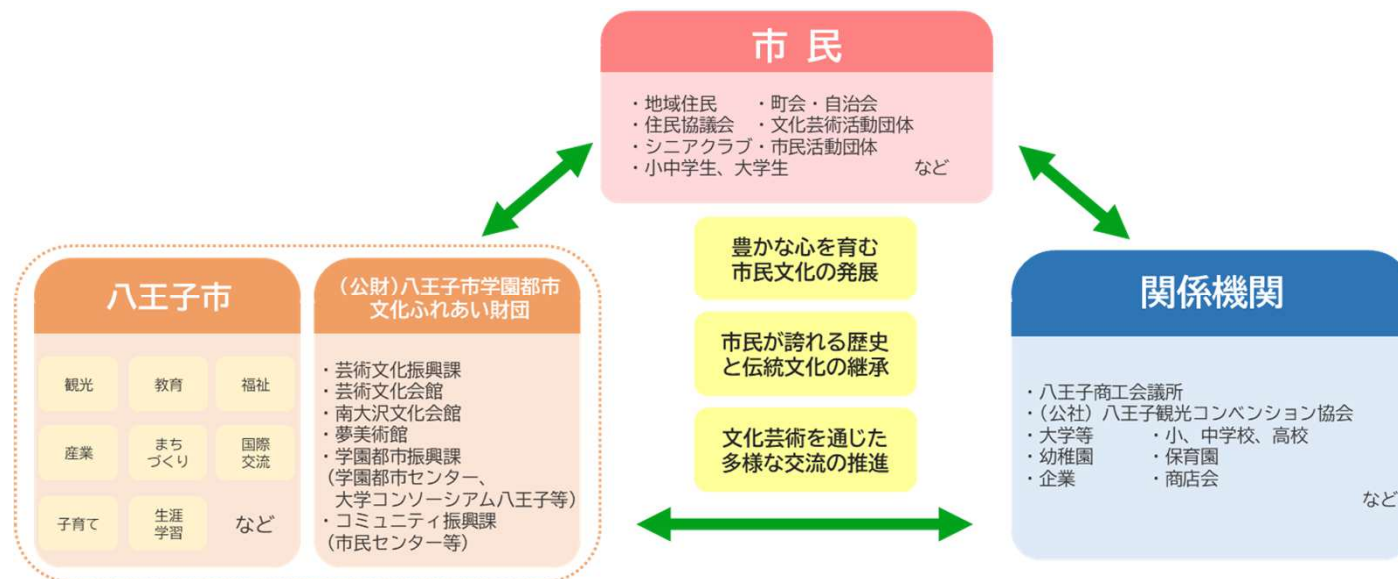 市 民
・地域住民 ・町会・自治会
・住民協議会 ・文化芸術活動団体
・シニアクラブ・市民活動団体
・小中学生、大学生 など
豊かな心を育む
市民文化の発展
市民が誇れる歴史
と伝統文化の継承
文化芸術を通じた
多様な交流の推進
八王子市
観光 教育 福祉
産業 まち
づくり 国際
交流
子育て 生涯
学習 など
(公財)八王子市学園都市
文化ふれあい財団
・芸術文化振興課
・芸術文化会館
・南大沢文化会館
・夢美術館
・学園都市振興課
(学園都市センター、
大学コンソーシアム八王子等)
・コミュニティ振興課
(市民センター等)
関係機関
・八王子商工会議所
・(公社)八王子観光コンベンション協会
・大学等 ・小、中学校、高校
・幼稚園 ・保育園
・企業 ・商店会
など